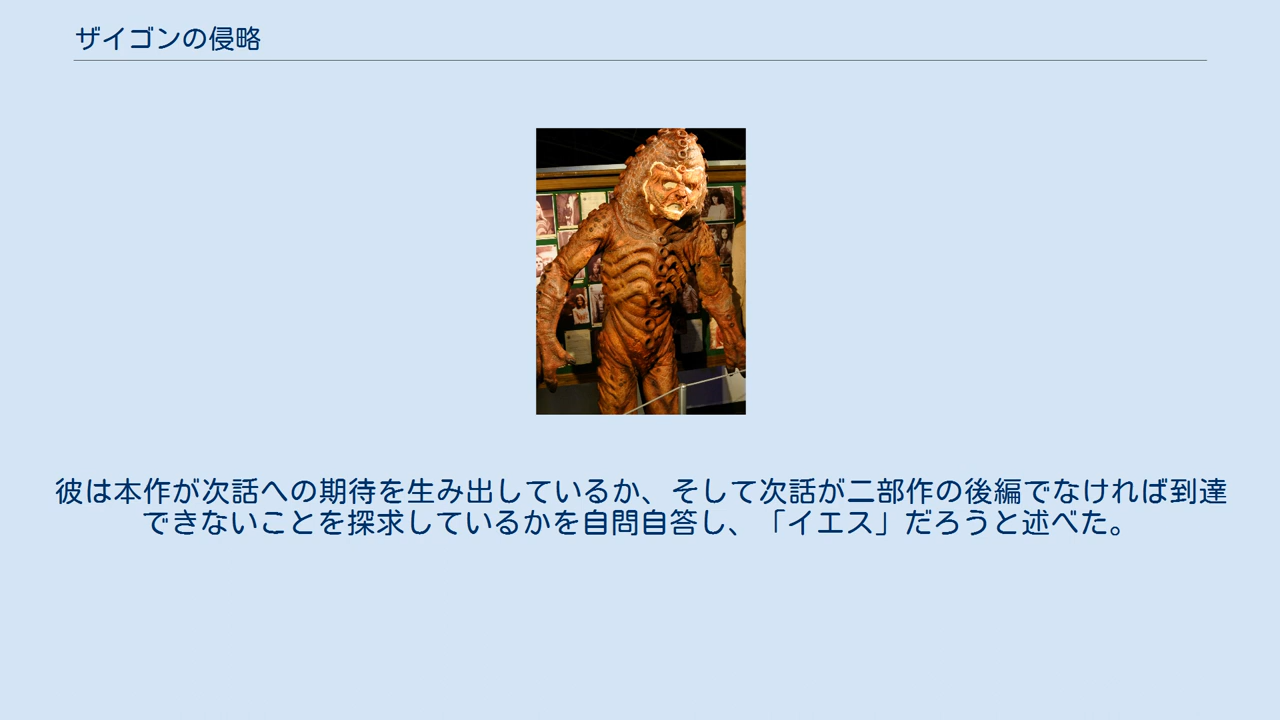 ザイゴンの侵略
彼は本作が次話への期待を生み出しているか、そして次話が二部作の後編でなければ到達
できないことを探求しているかを自問自答し、「イエス」だろうと述べた。